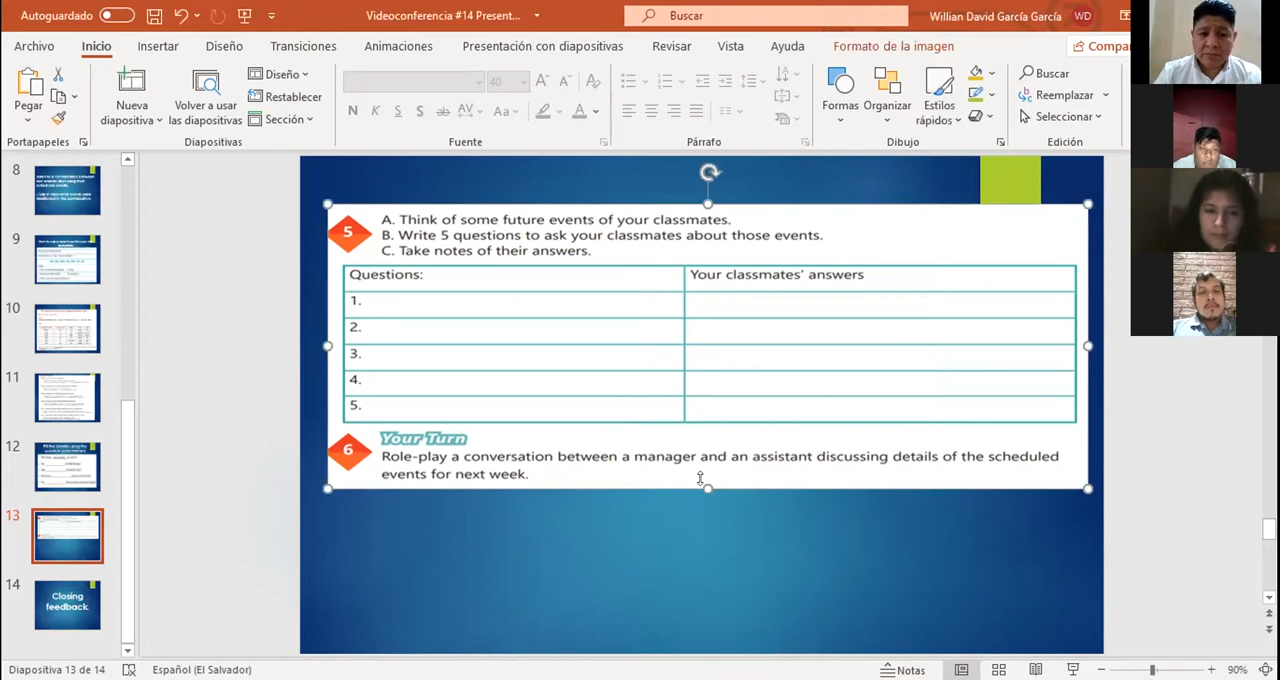 Autoguardado
Videoconferencia #14 Present...
Buscar
Willian David García García
WD
Archivo
Inicio
Insertar
Diseño
Transiciones
Animaciones
Presentación con diapositivas
Revisar
Vista
Ayuda
Formato de la imagen
Compar
Pegar
Nueva
diapositiva
Volver a usar
las diapositivas
Diseño
Restablecer
Sección
40
N K S S ab AV Aa A
Formas
Organizar
Estilos
rápidos
Buscar
Reemplazar
Seleccionar
Portapapeles
Diapositivas
Fuente
Párrafo
Dibujo
Edición
8
9
10
11
12
13
14
Closing
feedback.
5
A. Think of some future events of your classmates.
B. Write 5 questions to ask your classmates about those events.
C. Take notes of their answers.
Questions:
Your classmates' answers
1.
2.
3.
4.
5.
6
Your Turn
Role-play a conversation between a manager and an assistant discussing details of the scheduled
events for next week.
Diapositiva 13 de 14
Español (El Salvador)
Notas
90%